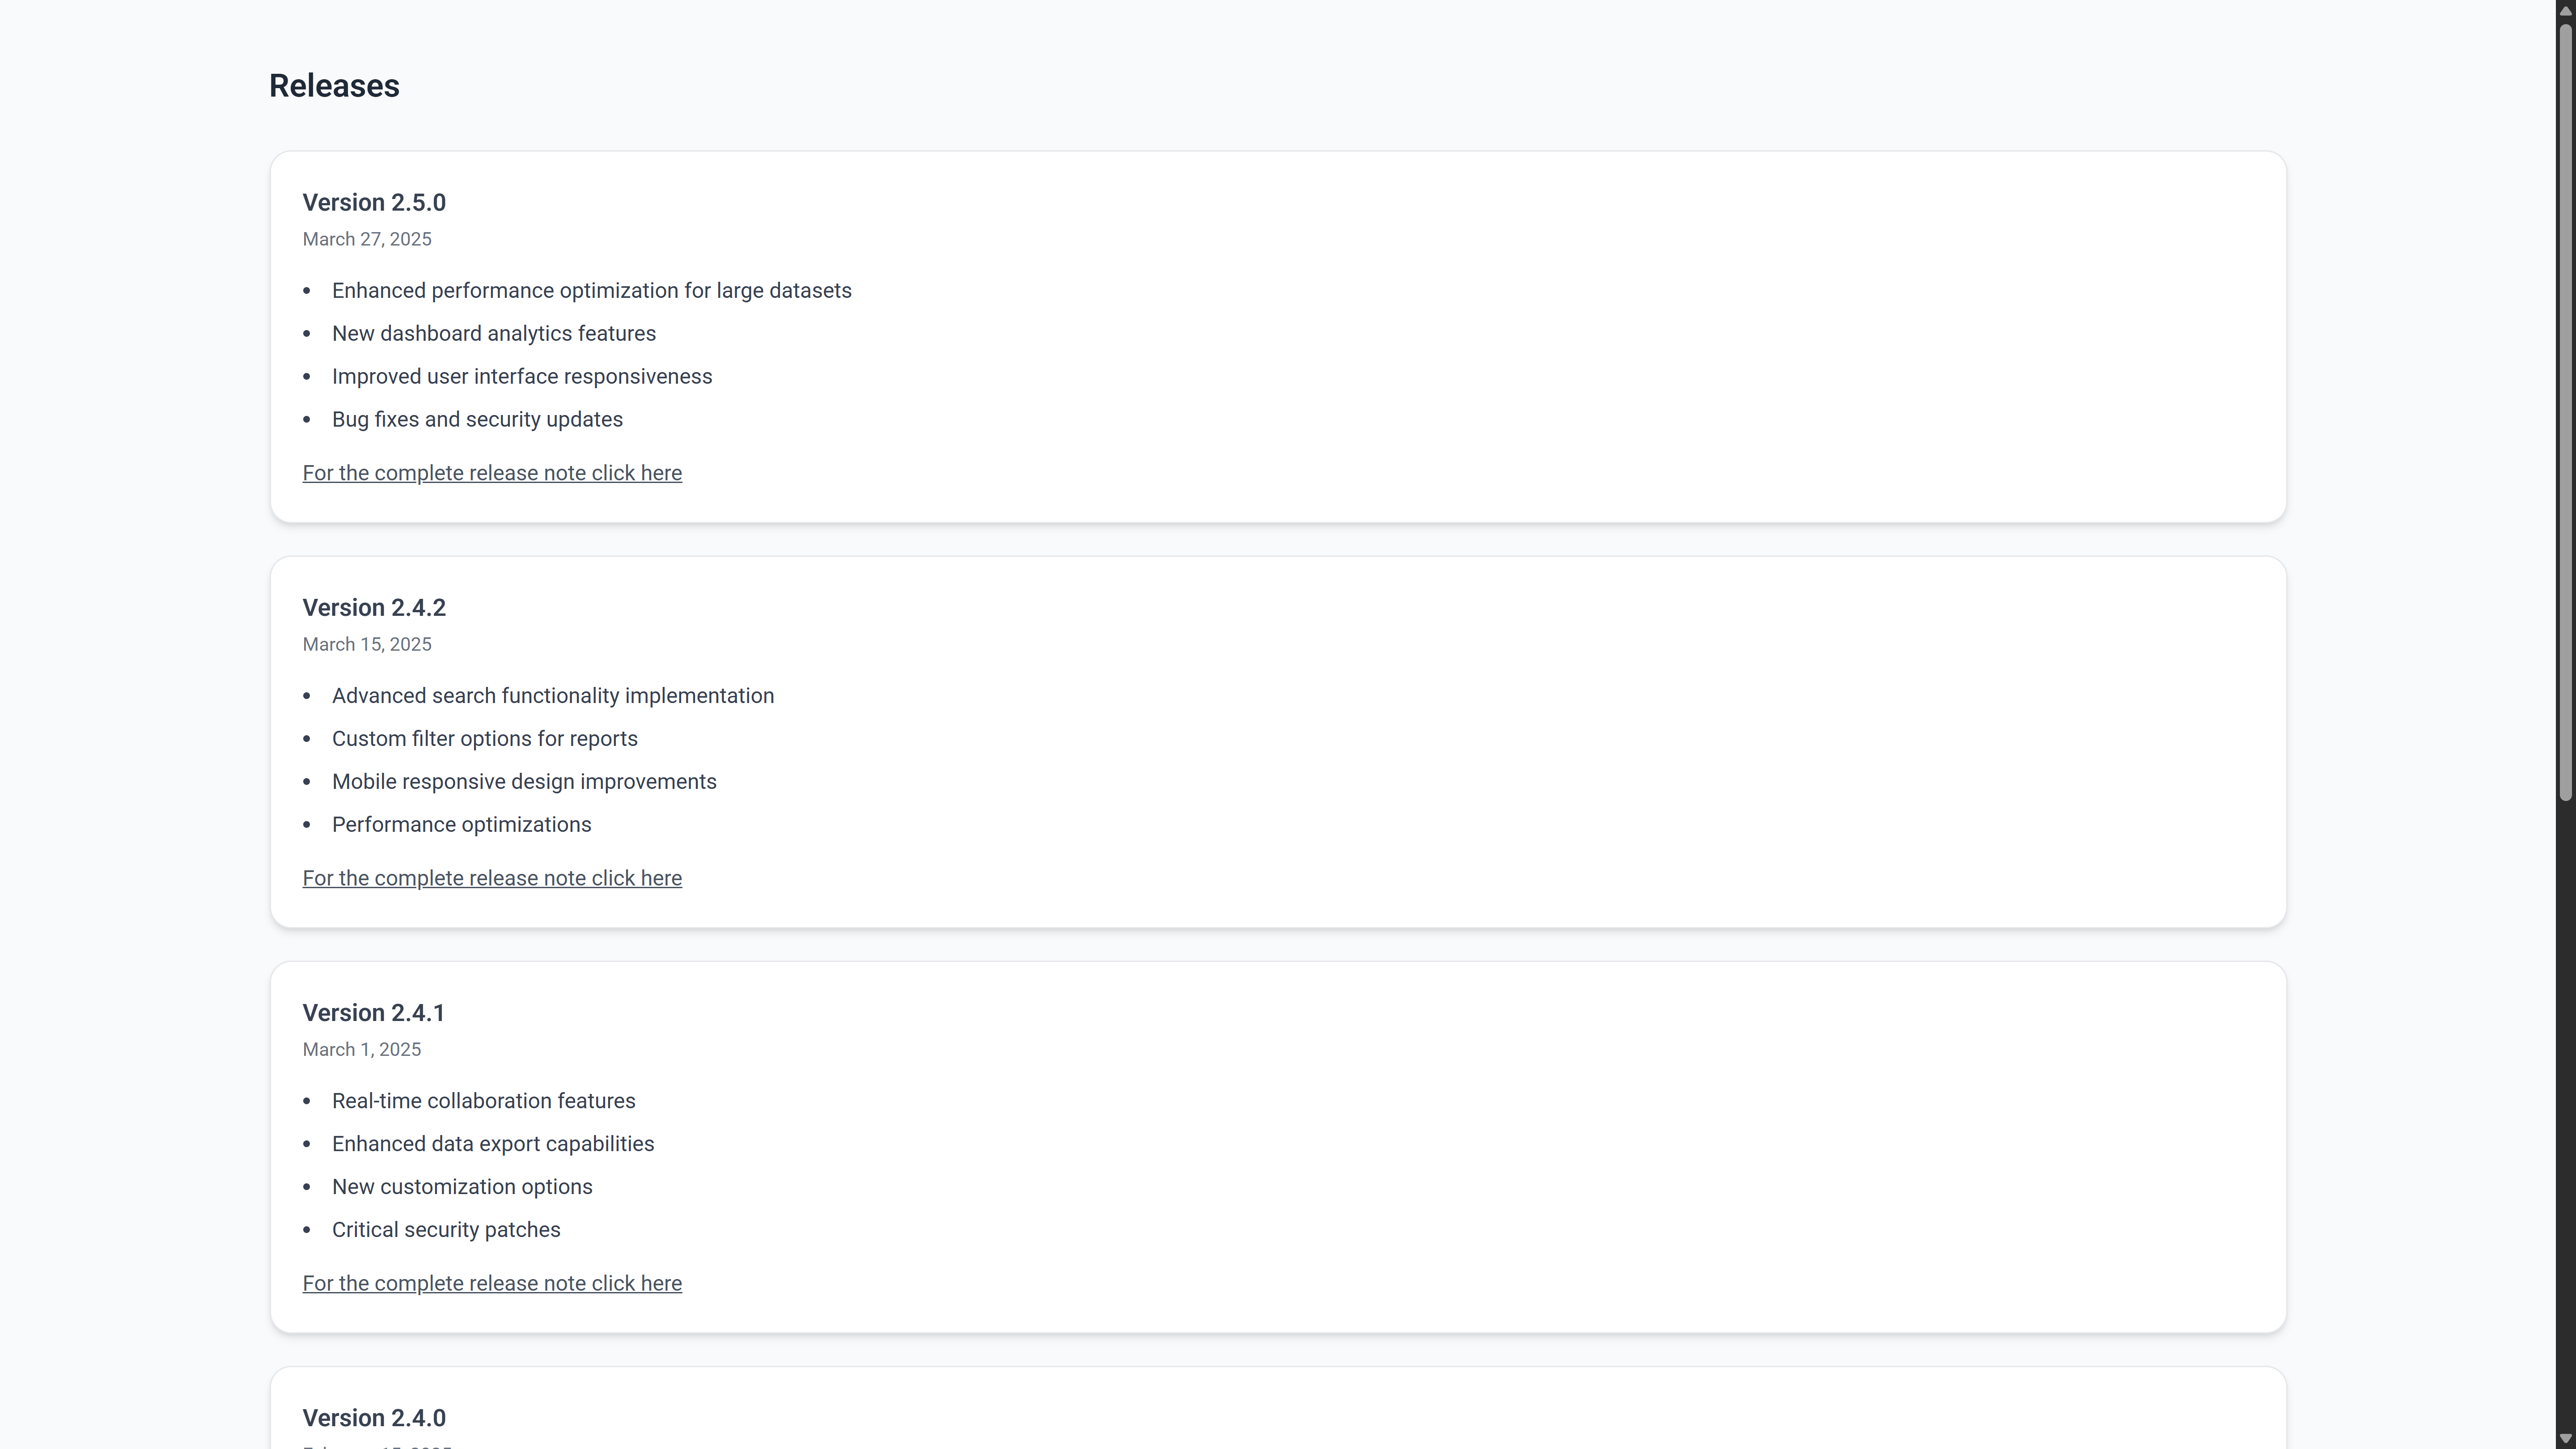 Releases
Version 2.5.0
March 27, 2025
• Enhanced performance optimization for large datasets
• New dashboard analytics features
• Improved user interface responsiveness
• Bug fixes and security updates
For the complete release note click here
Version 2.4.2
March 15, 2025
• Advanced search functionality implementation
• Custom filter options for reports
• Mobile responsive design improvements
• Performance optimizations
For the complete release note click here
Version 2.4.1
March 1, 2025
• Real-time collaboration features
• Enhanced data export capabilities
• New customization options
• Critical security patches
For the complete release note click here
Version 2.4.0